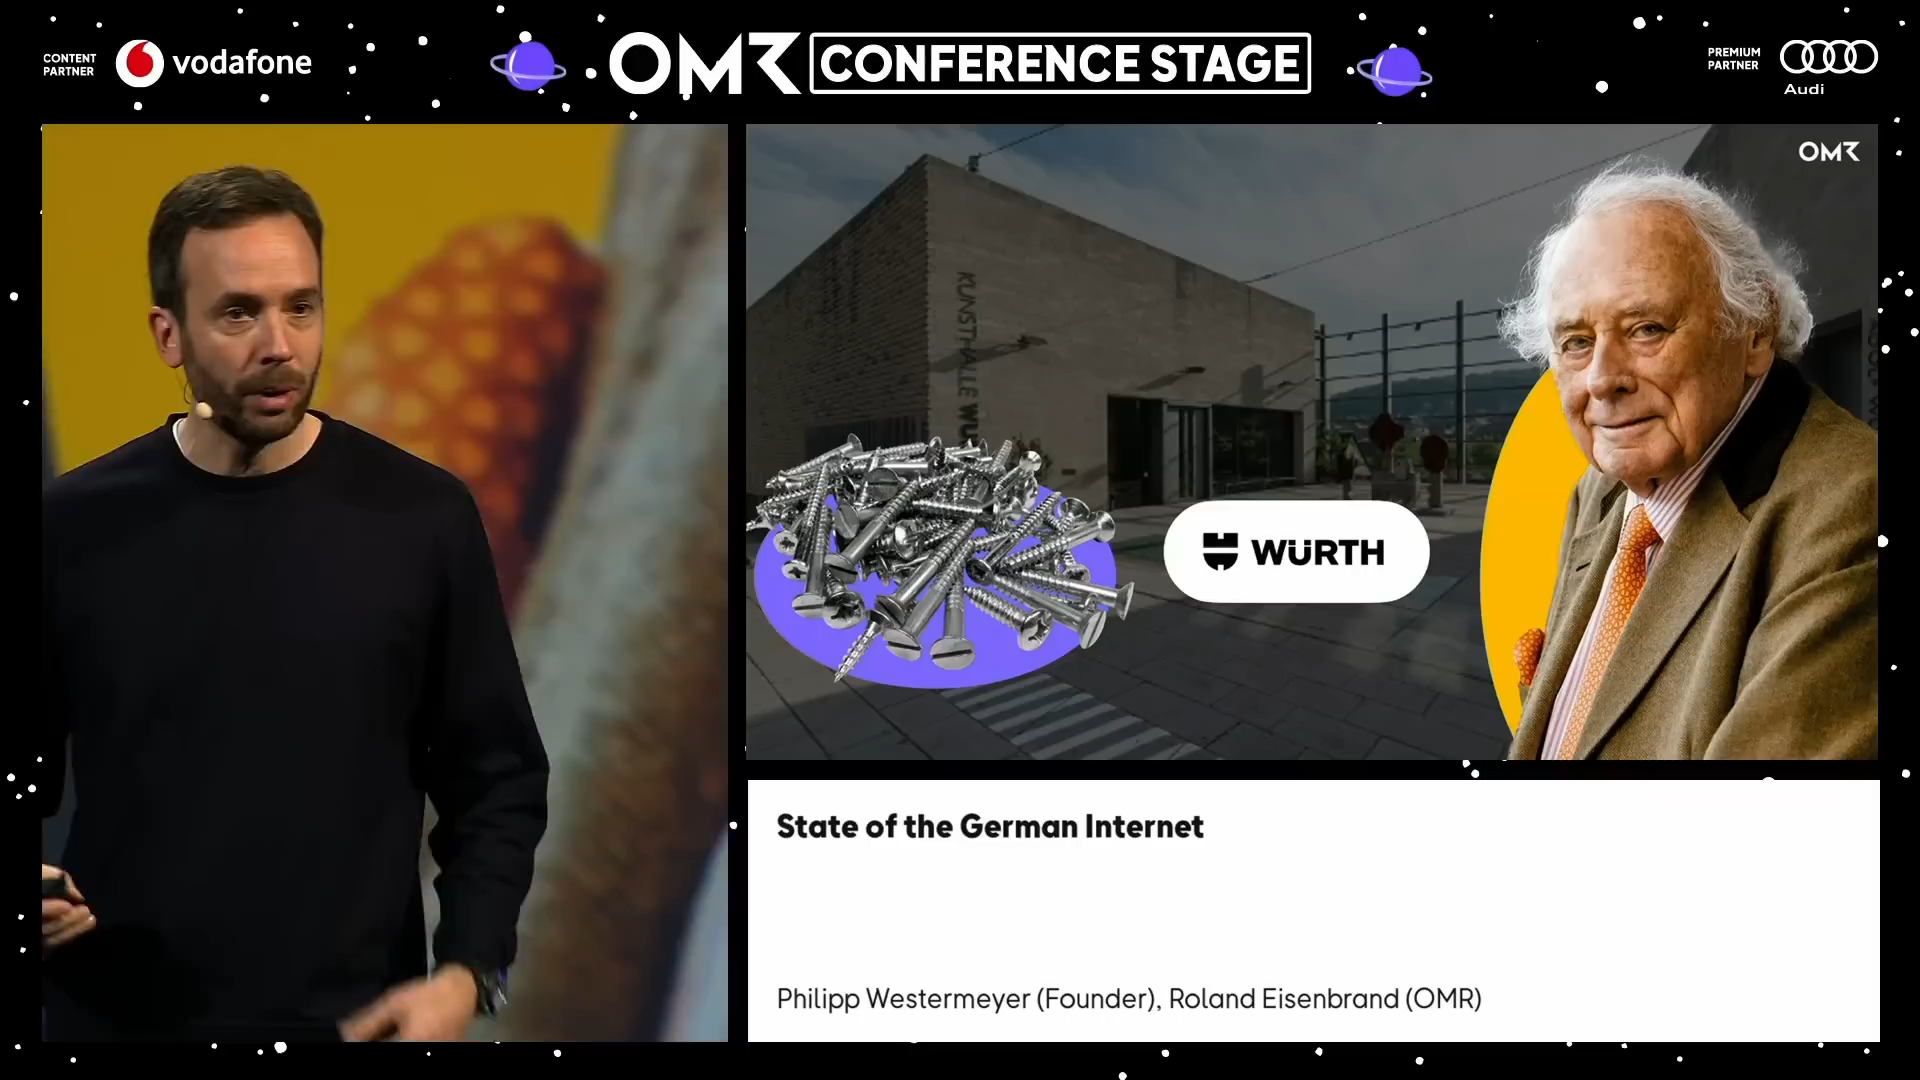 CONTENT
PARTNER
vodafone
OMR CONFERENCE STAGE
PREMIUM
PARTNER
Audi
OMR
KUNSTHALLE WÜ
WÜRTH
State of the German Internet
Philipp Westermeyer (Founder), Roland Eisenbrand (OMR)